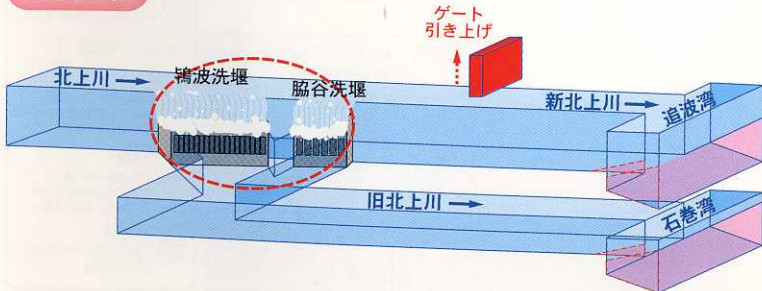 ゲート
引き上げ
北上川
鴇波洗堰
脇谷洗堰
新北上川
追波湾
旧北上川
石巻湾